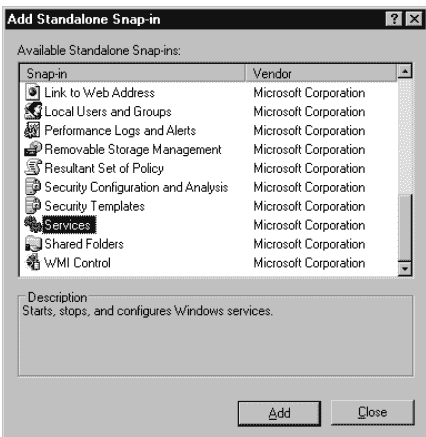 Add Standalone Snap-in
Available Standalone Snap-ins:
Snap-in Vendor
Link to Web Address Microsoft Corporation
Local Users and Groups Microsoft Corporation
Performance Logs and Alerts Microsoft Corporation
Removable Storage Management Microsoft Corporation
Resultant Set of Policy Microsoft Corporation
Security Configuration and Analysis Microsoft Corporation
Security Templates Microsoft Corporation
Services Microsoft Corporation
Shared Folders Microsoft Corporation
WMI Control Microsoft Corporation
Description
Starts, stops, and configures Windows services.
Add Close